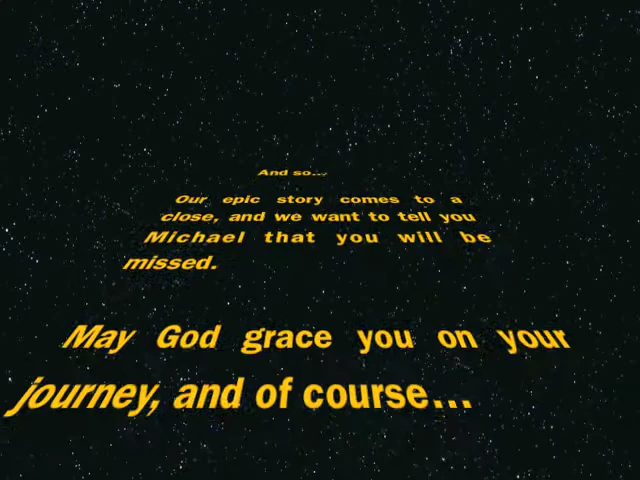 And so...
Our epic story comes to a
close, and we want to tell you
Michael that you will be
missed.
May God grace you on your
journey, and of course...